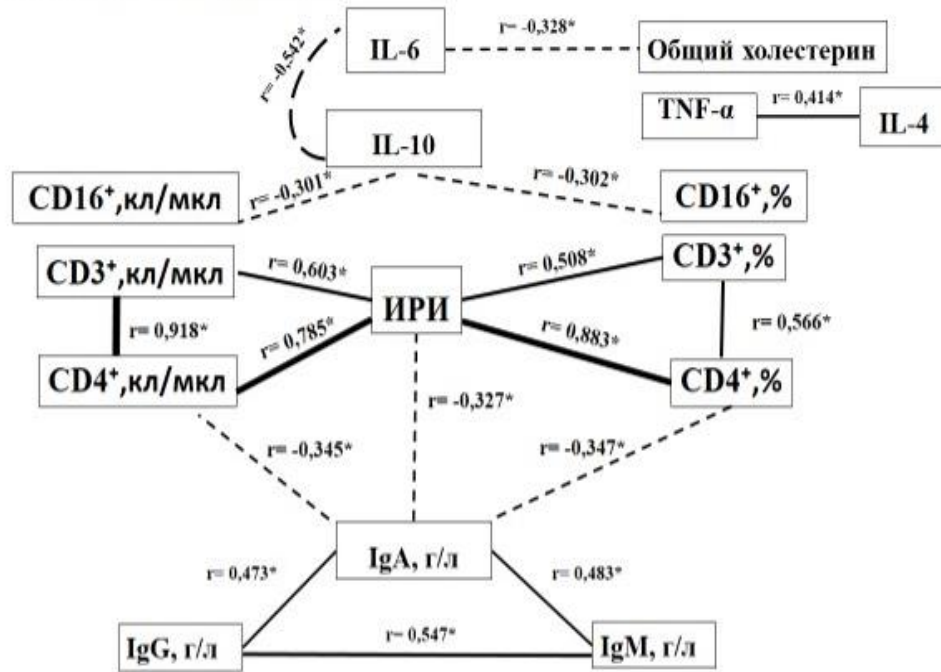 IL-6
r= -0,328*
Общий холестерин
r= -0,542*
TNF-α
r= 0,414*
IL-4
IL-10
CD16⁺,кл/мкл
r= -0,301*
r= -0,302*
CD16⁺,%
CD3⁺,кл/мкл
r= 0,603*
ИРИ
r= 0,508*
CD3⁺,%
r= 0,918*
r= 0,785*
r= 0,883*
r= 0,566*
CD4⁺,кл/мкл
CD4⁺,%
r= -0,327*
r= -0,345*
r= -0,347*
IgA, г/л
r= 0,473*
r= 0,483*
IgG, г/л
r= 0,547*
IgM, г/л